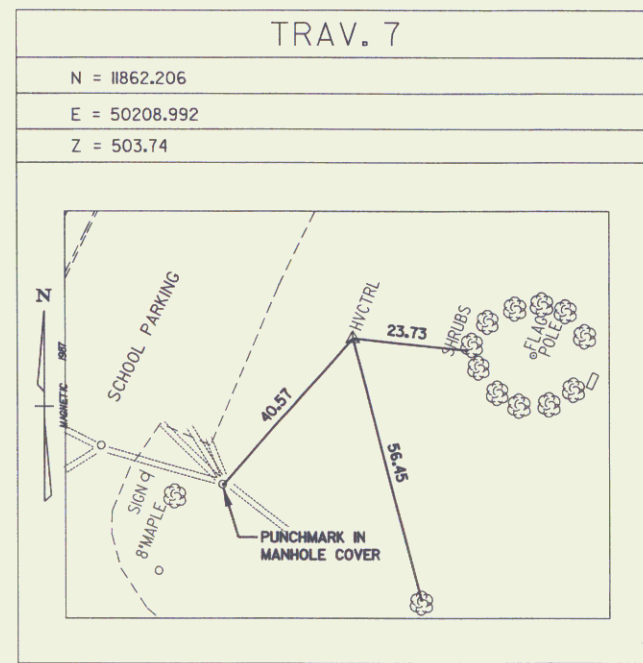 TRAV. 7
N = 11862.206
E = 50208.992
Z = 503.74
N
MAGNETIC 1987
SCHOOL PARKING
HVCTRL
SHRUBS
FLAG
POLE
23.73
40.57
56.45
SIGN
8"MAPLE
PUNCHMARK IN
MANHOLE COVER